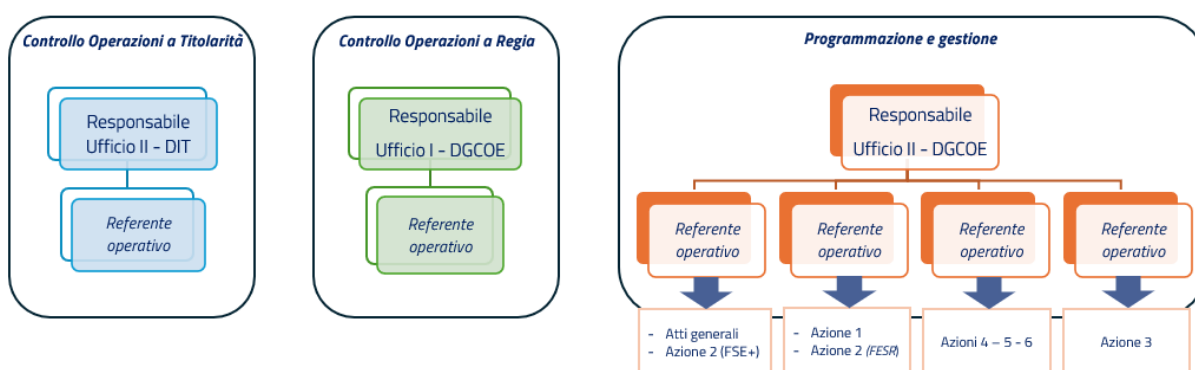 Controllo Operazioni a Titolarità
Responsabile
Ufficio II - DIT
Referente
operativo
Controllo Operazioni a Regia
Responsabile
Ufficio I - DGCOE
Referente
operativo
Programmazione e gestione
Responsabile
Ufficio II - DGCOE
Referente
operativo
Referente
operativo
Referente
operativo
Referente
operativo
- Atti generali
- Azione 2 (FSE+)
- Azione 1
- Azione 2 (FESR)
Azioni 4 – 5 - 6
Azione 3